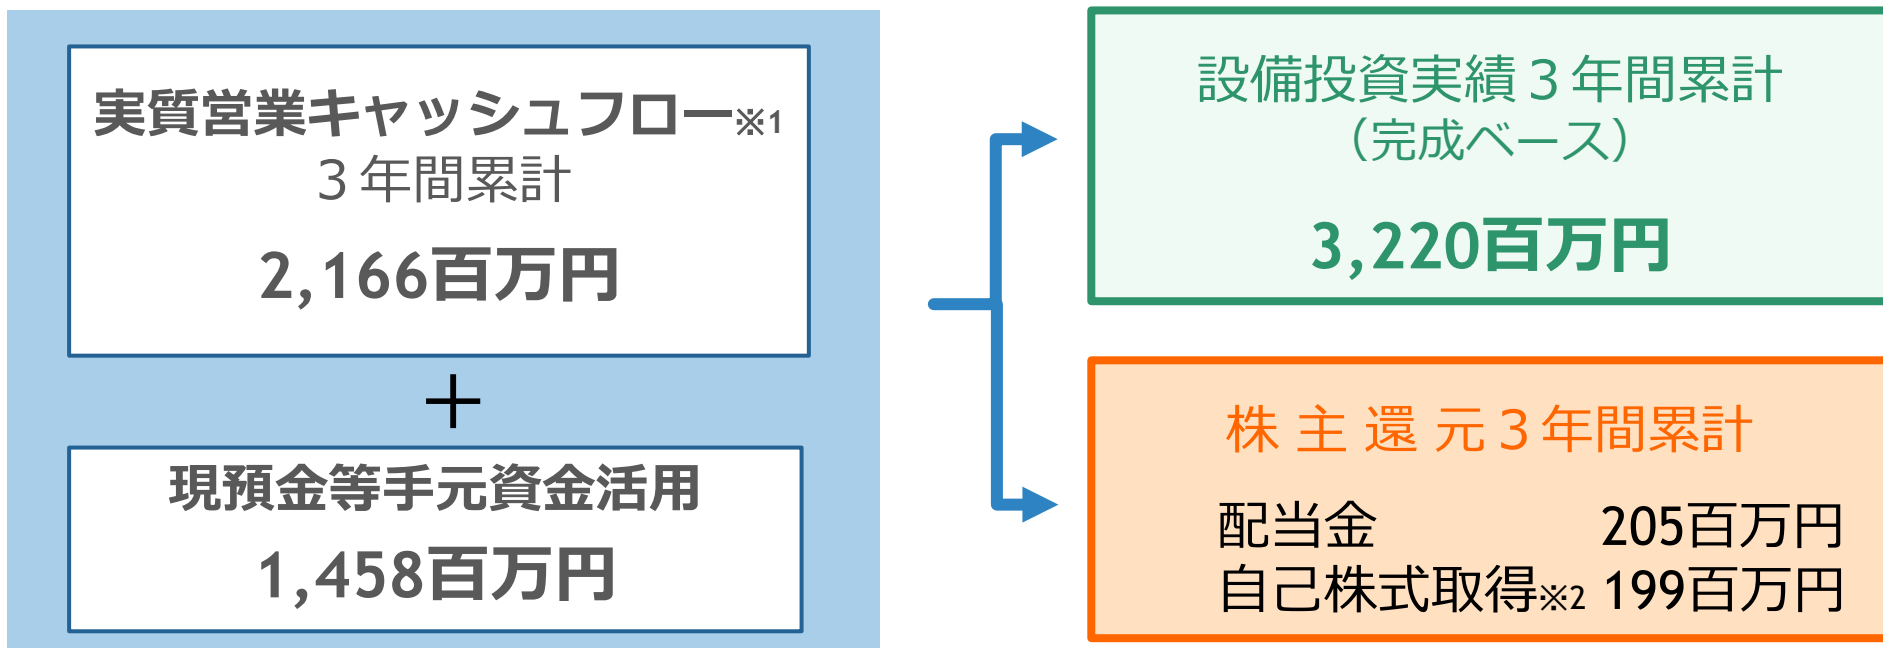 実質営業キャッシュフロー※1
３年間累計
2,166百万円
＋
現預金等手元資金活用
1,458百万円
設備投資実績３年間累計
（完成ベース）
3,220百万円
株 主 還 元３年間累計
配当金 205百万円
自己株式取得※2 199百万円